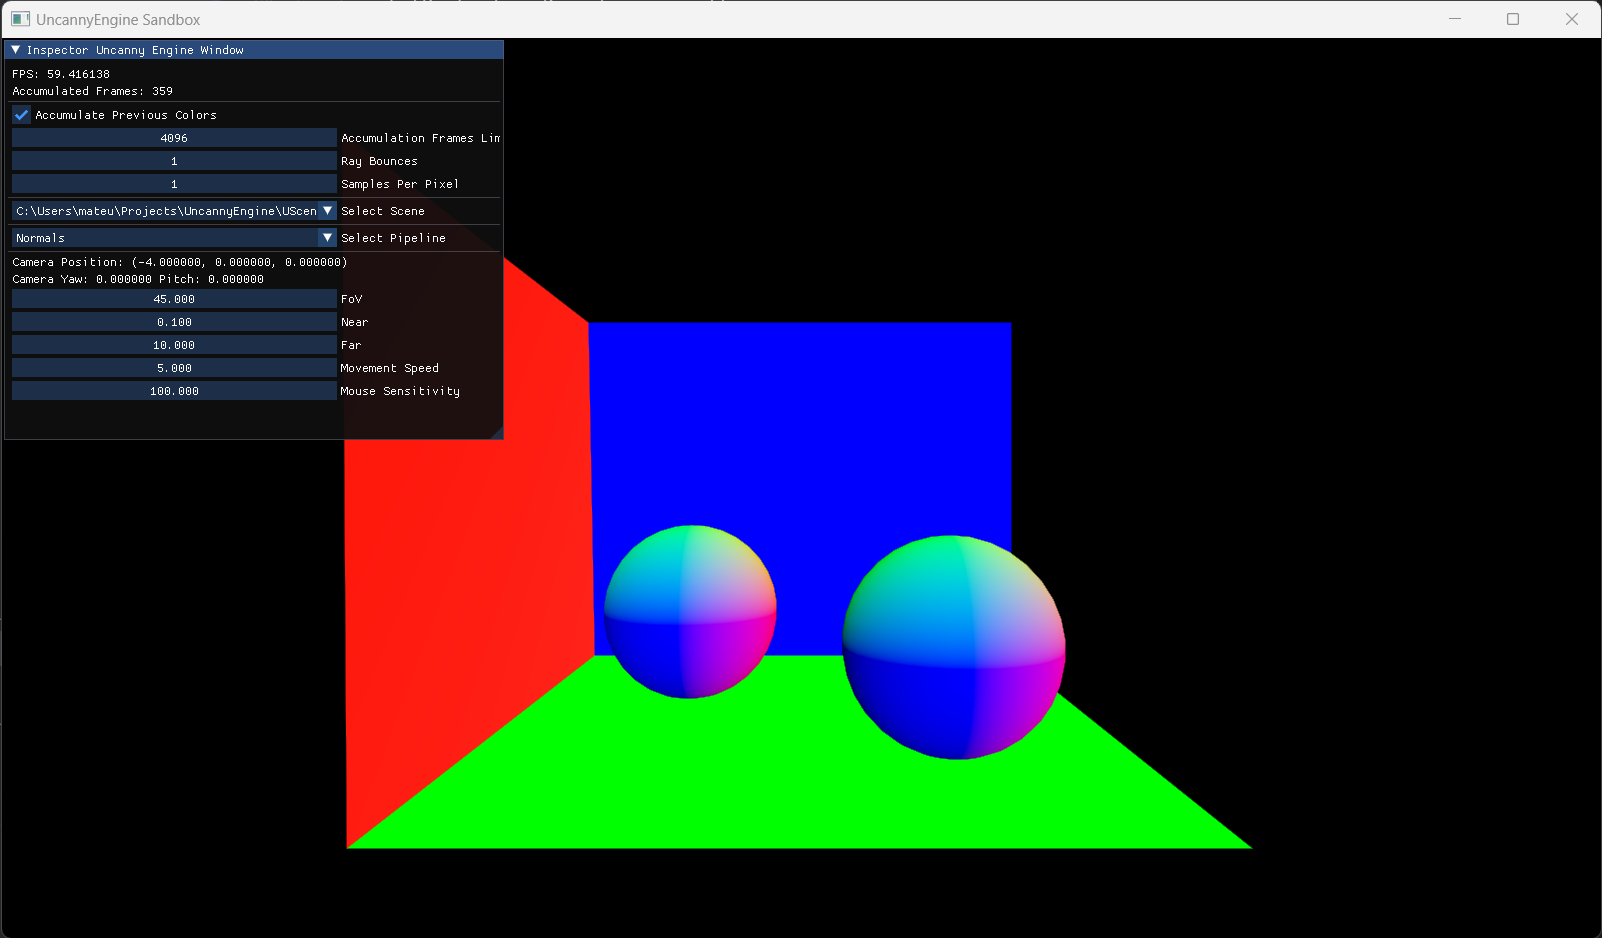 UncannyEngine Sandbox
Inspector Uncanny Engine Window
FPS: 59.416138
Accumulated Frames: 359
Accumulate Previous Colors
4096 Accumulation Frames Lim
1 Ray Bounces
1 Samples Per Pixel
C:\Users\mateu\Projects\UncannyEngine\UScen Select Scene
Normals Select Pipeline
Camera Position: (-4.000000, 0.000000, 0.000000)
Camera Yaw: 0.000000 Pitch: 0.000000
45.000 FoV
0.100 Near
10.000 Far
5.000 Movement Speed
100.000 Mouse Sensitivity